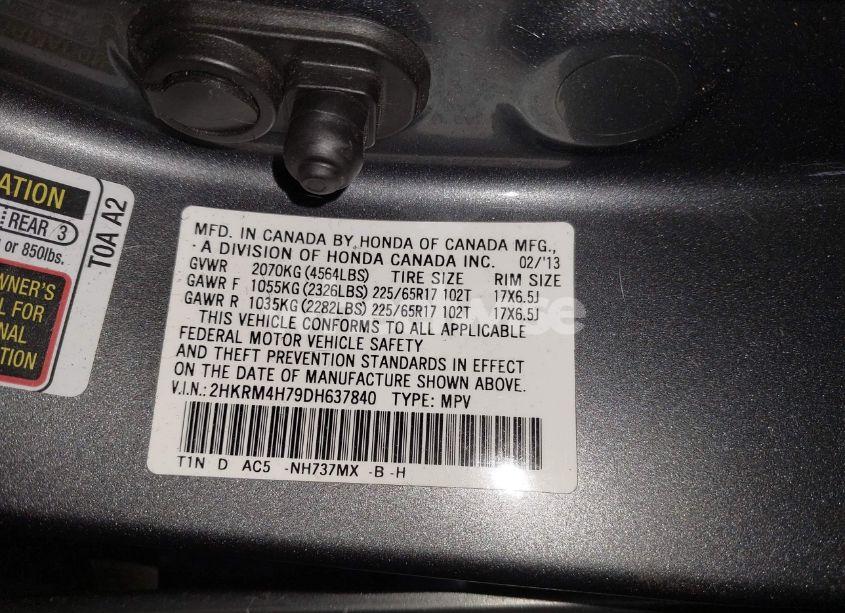 ATION
REAR 3
or 850lbs.
OWNER'S
L FOR
ONAL
ATION
T0A A2
MFD. IN CANADA BY HONDA OF CANADA MFG.,
A DIVISION OF HONDA CANADA INC. 02/'13
GVWR 2070KG (4564LBS) TIRE SIZE RIM SIZE
GAWR F 1055KG (2326LBS) 225/65R17 102T 17X6.5J
GAWR R 1035KG (2282LBS) 225/65R17 102T 17X6.5J
THIS VEHICLE CONFORMS TO ALL APPLICABLE
FEDERAL MOTOR VEHICLE SAFETY
AND THEFT PREVENTION STANDARDS IN EFFECT
ON THE DATE OF MANUFACTURE SHOWN ABOVE.
V.I.N.: 2HKRM4H79DH637840 TYPE: MPV
T1N D AC5 -NH737MX -B -H